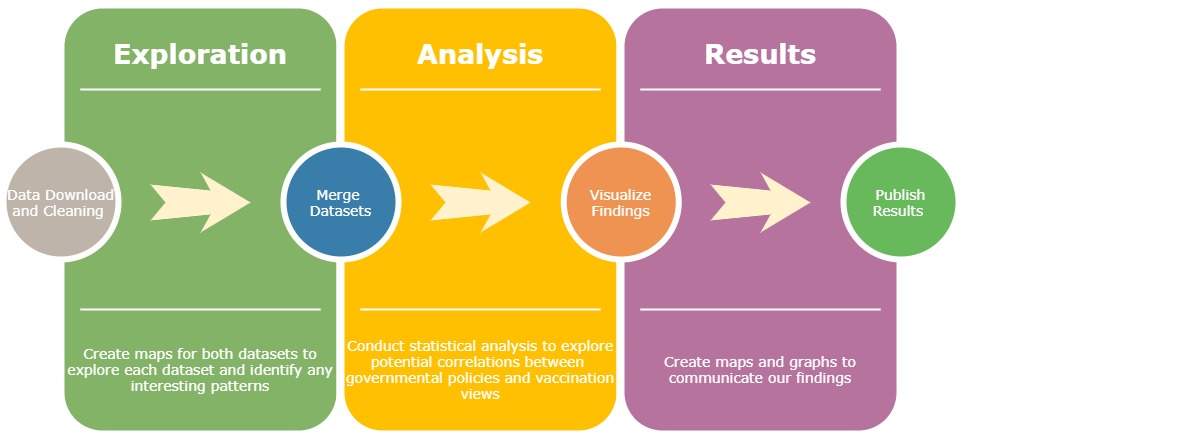 Exploration
Analysis
Results
Data Download
and Cleaning
Merge
Datasets
Visualize
Findings
Publish
Results
Create maps for both datasets to
explore each dataset and identify any
interesting patterns
Conduct statistical analysis to explore
potential correlations between
governmental policies and vaccination
views
Create maps and graphs to
communicate our findings